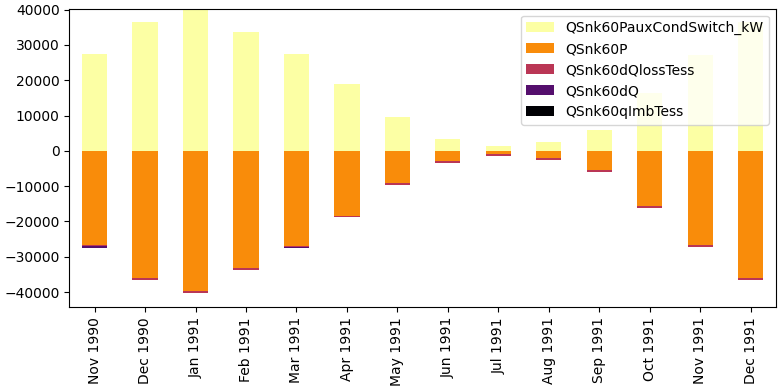 40000
30000
20000
10000
0
−10000
−20000
−30000
−40000
QSnk60PauxCondSwitch_kW
QSnk60P
QSnk60dQlossTess
QSnk60dQ
QSnk60qImbTess
Nov 1990
Dec 1990
Jan 1991
Feb 1991
Mar 1991
Apr 1991
May 1991
Jun 1991
Jul 1991
Aug 1991
Sep 1991
Oct 1991
Nov 1991
Dec 1991